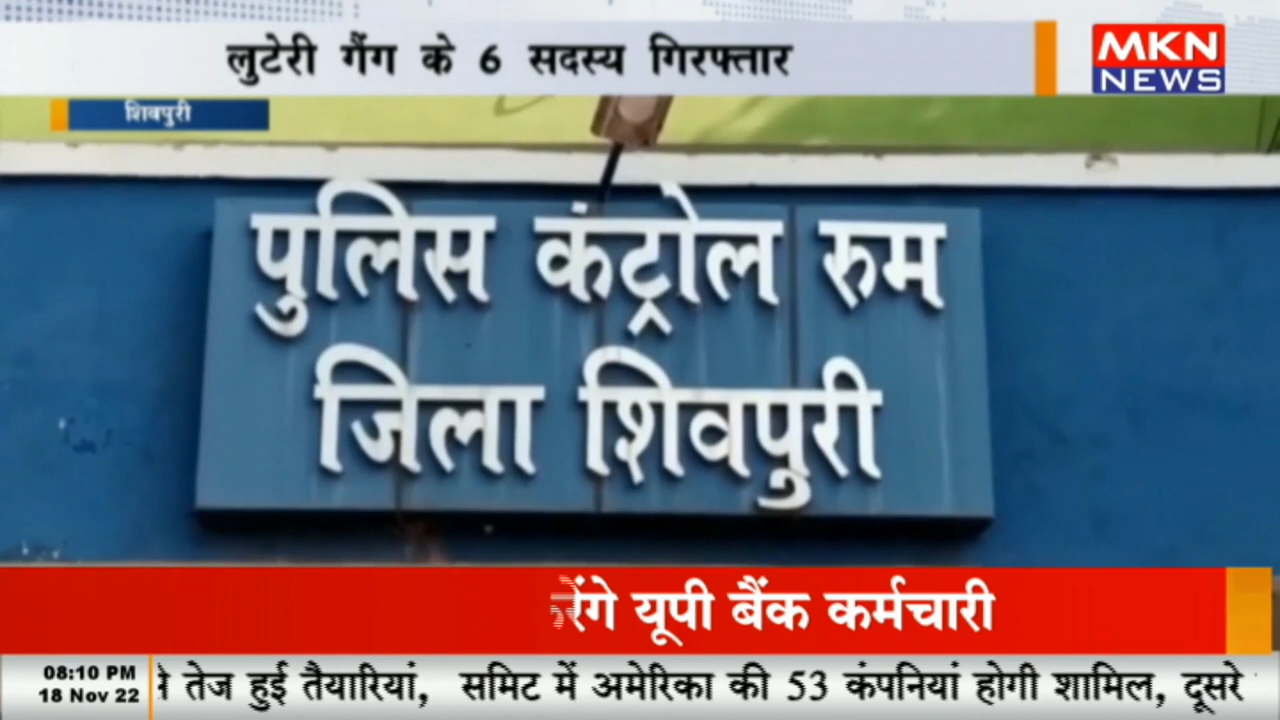 लुटेरी गैंग के 6 सदस्य गिरफ्तार
MKN
NEWS
शिवपुरी
पुलिस कंट्रोल रुम
जिला शिवपुरी
यूपी बैंक कर्मचारी
08:10 PM
18 Nov 22
तेज हुई तैयारियां, समिट में अमेरिका की 53 कंपनियां होगी शामिल, दूसरे